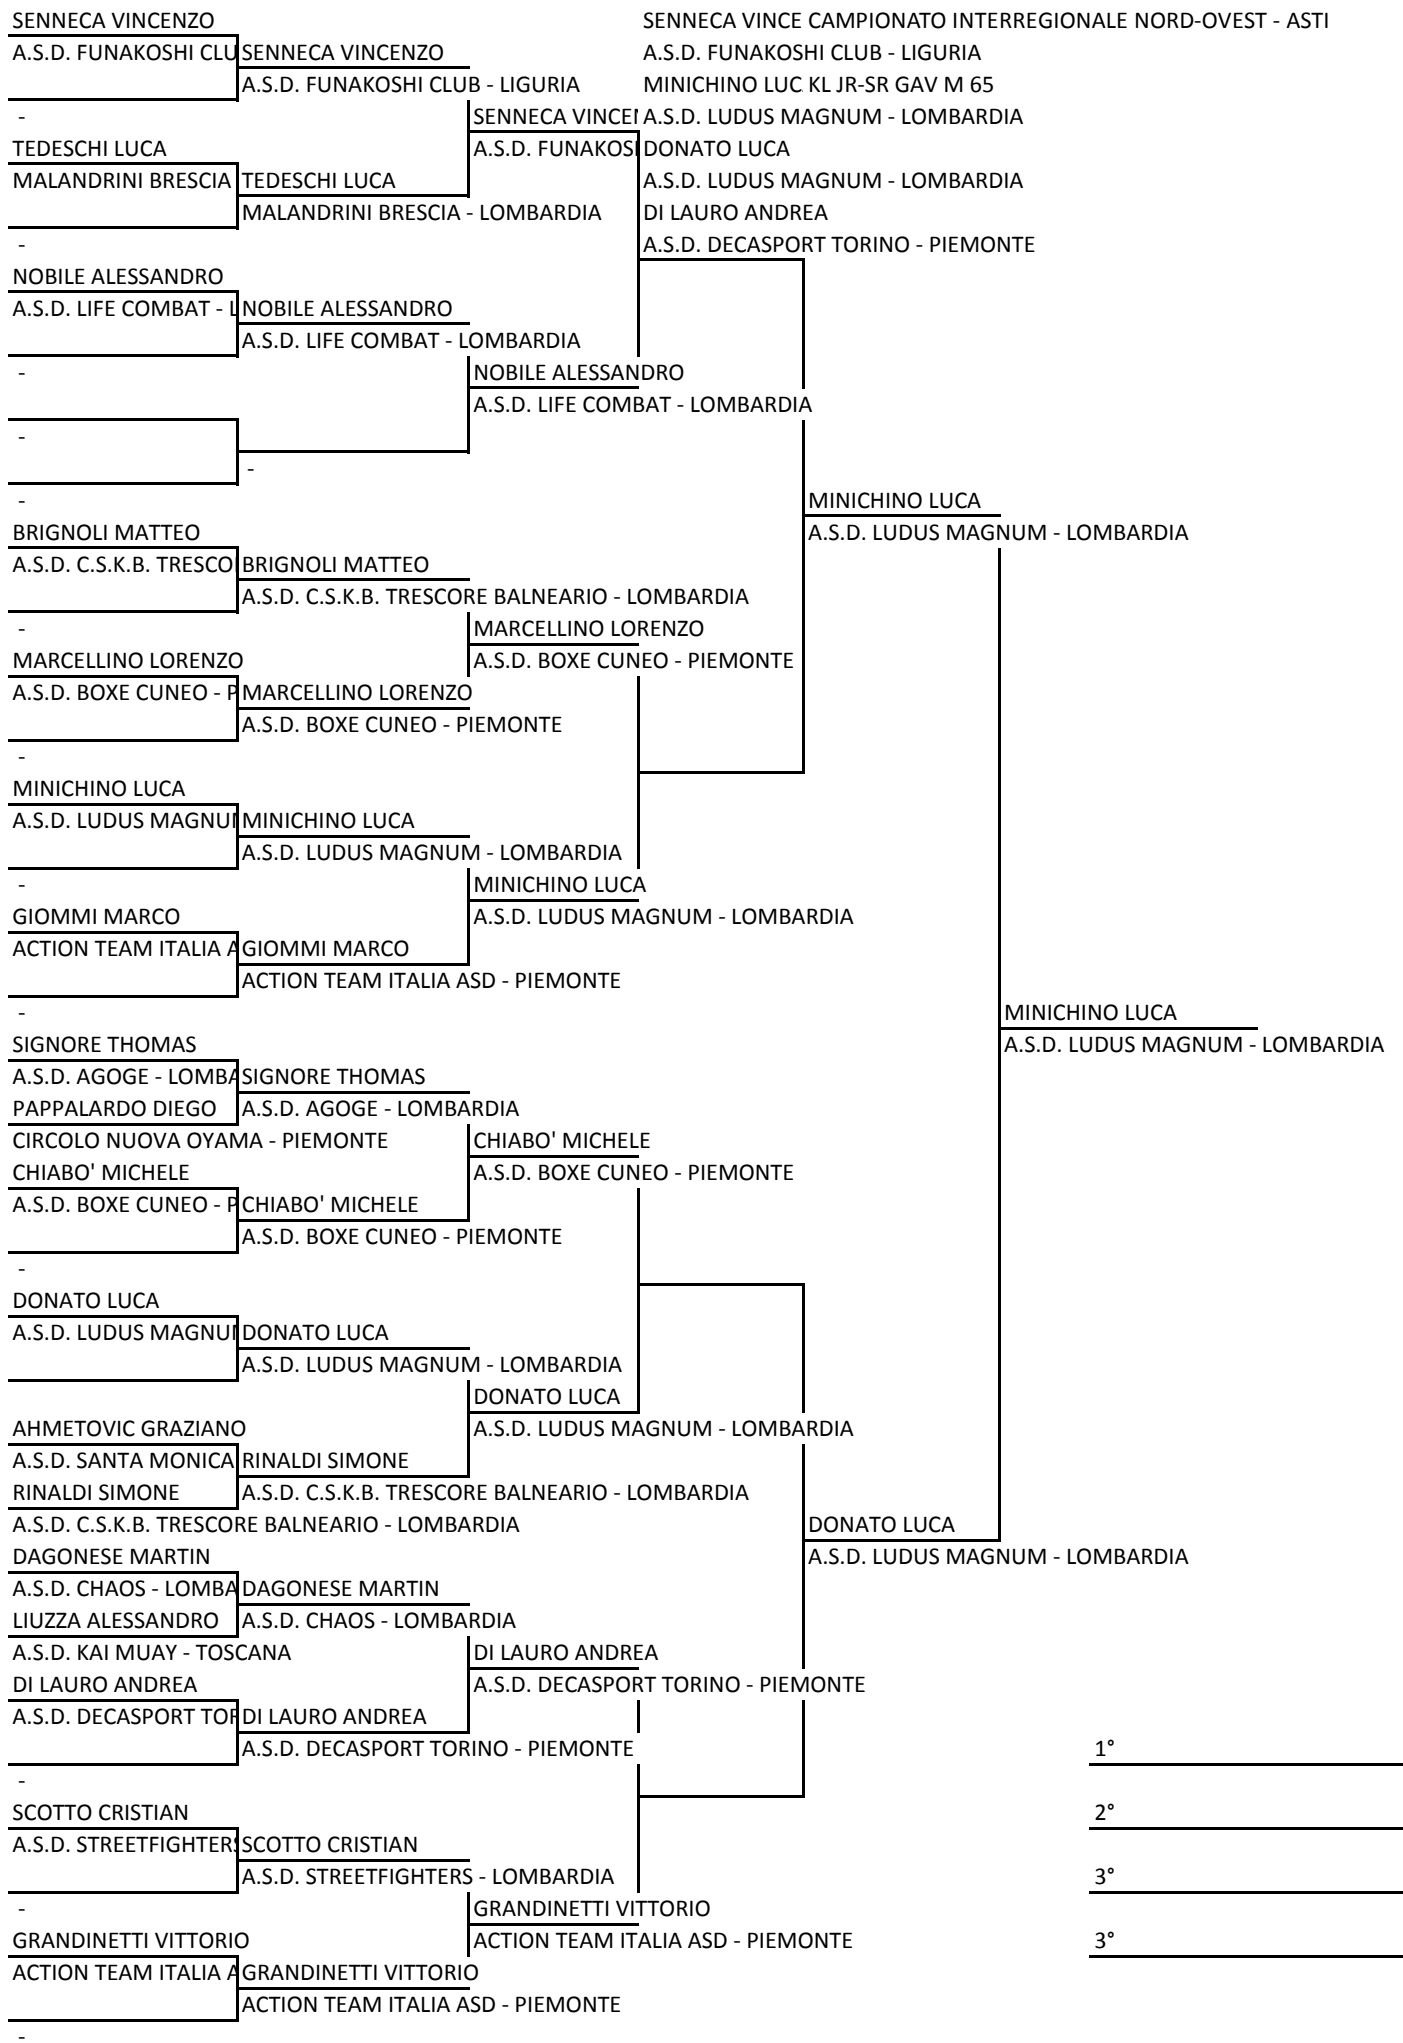 SENNECA VINCENZO
SENNECA VINCE CAMPIONATO INTERREGIONALE NORD-OVEST - ASTI
A.S.D. FUNAKOSHI CLU
SENNECA VINCENZO
A.S.D. FUNAKOSHI CLUB - LIGURIA
A.S.D. FUNAKOSHI CLUB - LIGURIA
MINICHINO LUC KL JR-SR GAV M 65
-
SENNECA VINCEN
A.S.D. LUDUS MAGNUM - LOMBARDIA
TEDESCHI LUCA
A.S.D. FUNAKOSH
DONATO LUCA
MALANDRINI BRESCIA
TEDESCHI LUCA
A.S.D. LUDUS MAGNUM - LOMBARDIA
MALANDRINI BRESCIA - LOMBARDIA
DI LAURO ANDREA
-
A.S.D. DECASPORT TORINO - PIEMONTE
NOBILE ALESSANDRO
A.S.D. LIFE COMBAT - L
NOBILE ALESSANDRO
A.S.D. LIFE COMBAT - LOMBARDIA
-
NOBILE ALESSANDRO
A.S.D. LIFE COMBAT - LOMBARDIA
-
-
-
MINICHINO LUCA
BRIGNOLI MATTEO
A.S.D. LUDUS MAGNUM - LOMBARDIA
A.S.D. C.S.K.B. TRESCOR
BRIGNOLI MATTEO
A.S.D. C.S.K.B. TRESCORE BALNEARIO - LOMBARDIA
-
MARCELLINO LORENZO
MARCELLINO LORENZO
A.S.D. BOXE CUNEO - PIEMONTE
A.S.D. BOXE CUNEO - P
MARCELLINO LORENZO
A.S.D. BOXE CUNEO - PIEMONTE
-
MINICHINO LUCA
A.S.D. LUDUS MAGNUM
MINICHINO LUCA
A.S.D. LUDUS MAGNUM - LOMBARDIA
-
MINICHINO LUCA
GIOMMI MARCO
A.S.D. LUDUS MAGNUM - LOMBARDIA
ACTION TEAM ITALIA A
GIOMMI MARCO
ACTION TEAM ITALIA ASD - PIEMONTE
-
MINICHINO LUCA
SIGNORE THOMAS
A.S.D. LUDUS MAGNUM - LOMBARDIA
A.S.D. AGOGE - LOMBA
SIGNORE THOMAS
PAPPALARDO DIEGO
A.S.D. AGOGE - LOMBARDIA
CIRCOLO NUOVA OYAMA - PIEMONTE
CHIABO' MICHELE
CHIABO' MICHELE
A.S.D. BOXE CUNEO - PIEMONTE
A.S.D. BOXE CUNEO - P
CHIABO' MICHELE
A.S.D. BOXE CUNEO - PIEMONTE
-
DONATO LUCA
A.S.D. LUDUS MAGNUM
DONATO LUCA
A.S.D. LUDUS MAGNUM - LOMBARDIA
DONATO LUCA
AHMETOVIC GRAZIANO
A.S.D. LUDUS MAGNUM - LOMBARDIA
A.S.D. SANTA MONICA
RINALDI SIMONE
RINALDI SIMONE
A.S.D. C.S.K.B. TRESCORE BALNEARIO - LOMBARDIA
A.S.D. C.S.K.B. TRESCORE BALNEARIO - LOMBARDIA
DONATO LUCA
DAGONESE MARTIN
A.S.D. LUDUS MAGNUM - LOMBARDIA
A.S.D. CHAOS - LOMBA
DAGONESE MARTIN
LIUZZA ALESSANDRO
A.S.D. CHAOS - LOMBARDIA
A.S.D. KAI MUAY - TOSCANA
DI LAURO ANDREA
DI LAURO ANDREA
A.S.D. DECASPORT TORINO - PIEMONTE
A.S.D. DECASPORT TOR
DI LAURO ANDREA
A.S.D. DECASPORT TORINO - PIEMONTE
1°
-
SCOTTO CRISTIAN
2°
A.S.D. STREETFIGHTERS
SCOTTO CRISTIAN
A.S.D. STREETFIGHTERS - LOMBARDIA
3°
-
GRANDINETTI VITTORIO
GRANDINETTI VITTORIO
ACTION TEAM ITALIA ASD - PIEMONTE
3°
ACTION TEAM ITALIA A
GRANDINETTI VITTORIO
ACTION TEAM ITALIA ASD - PIEMONTE
-